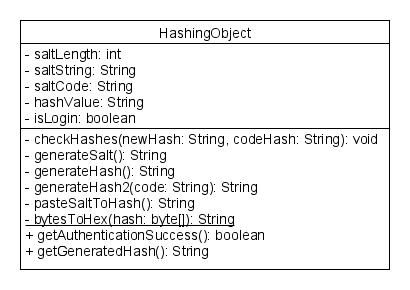 HashingObject
- saltLength: int
- saltString: String
- saltCode: String
- hashValue: String
- isLogin: boolean
- checkHashes(newHash: String, codeHash: String): void
- generateSalt(): String
- generateHash(): String
- generateHash2(code: String): String
- pasteSaltToHash(): String
- bytesToHex(hash: byte[]): String
+ getAuthenticationSuccess(): boolean
+ getGeneratedHash(): String